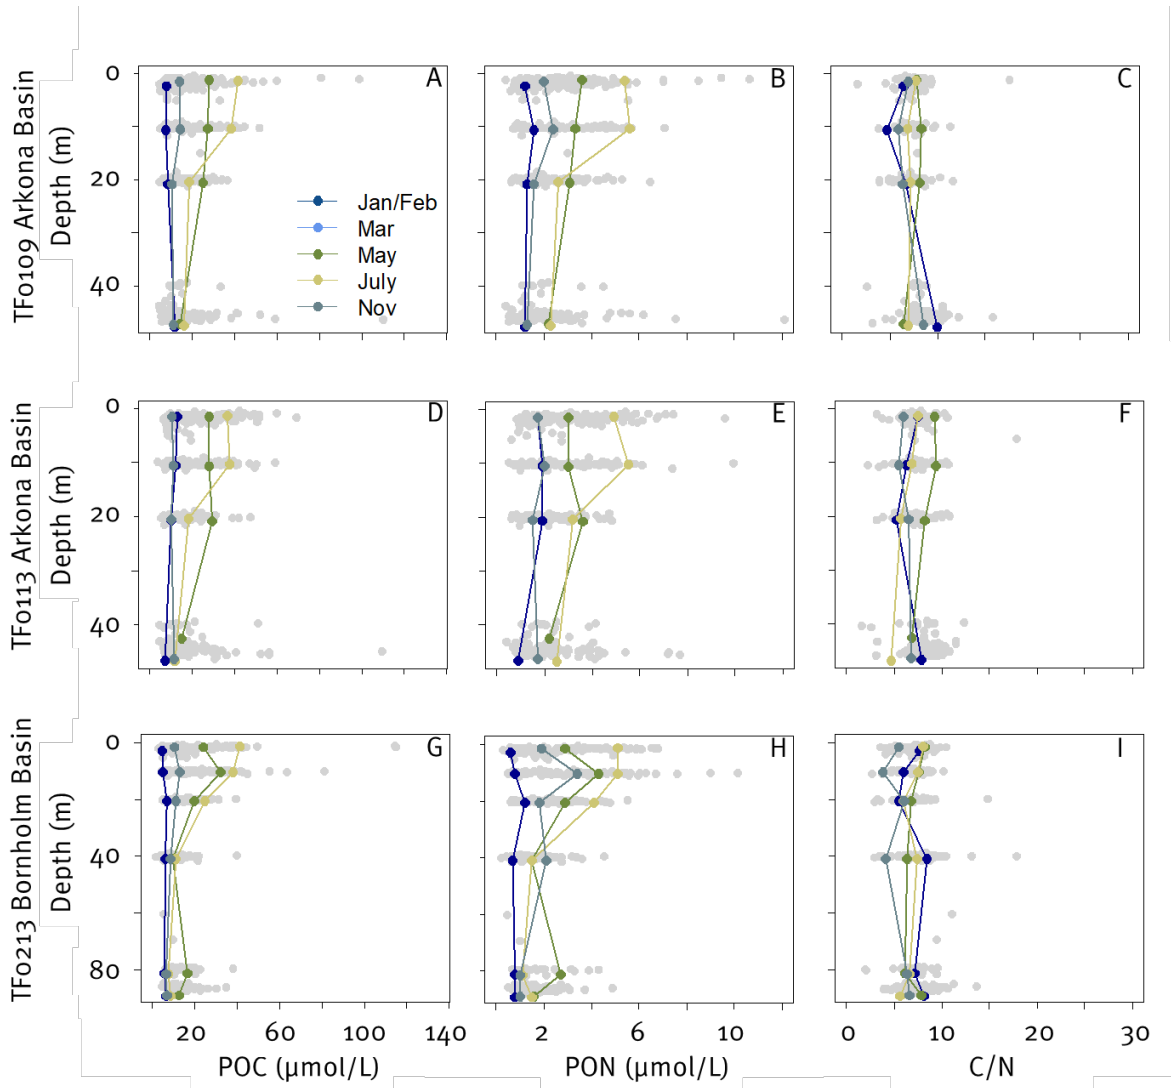 TF0109 Arkona Basin
Depth (m)
0
20
40
A
B
C
Jan/Feb
Mar
May
July
Nov
TF0113 Arkona Basin
Depth (m)
0
20
40
D
E
F
TF0213 Bornholm Basin
Depth (m)
0
20
40
80
G
H
I
20 60 100 140
2 6 10
0 10 20 30
POC (µmol/L)
PON (µmol/L)
C/N